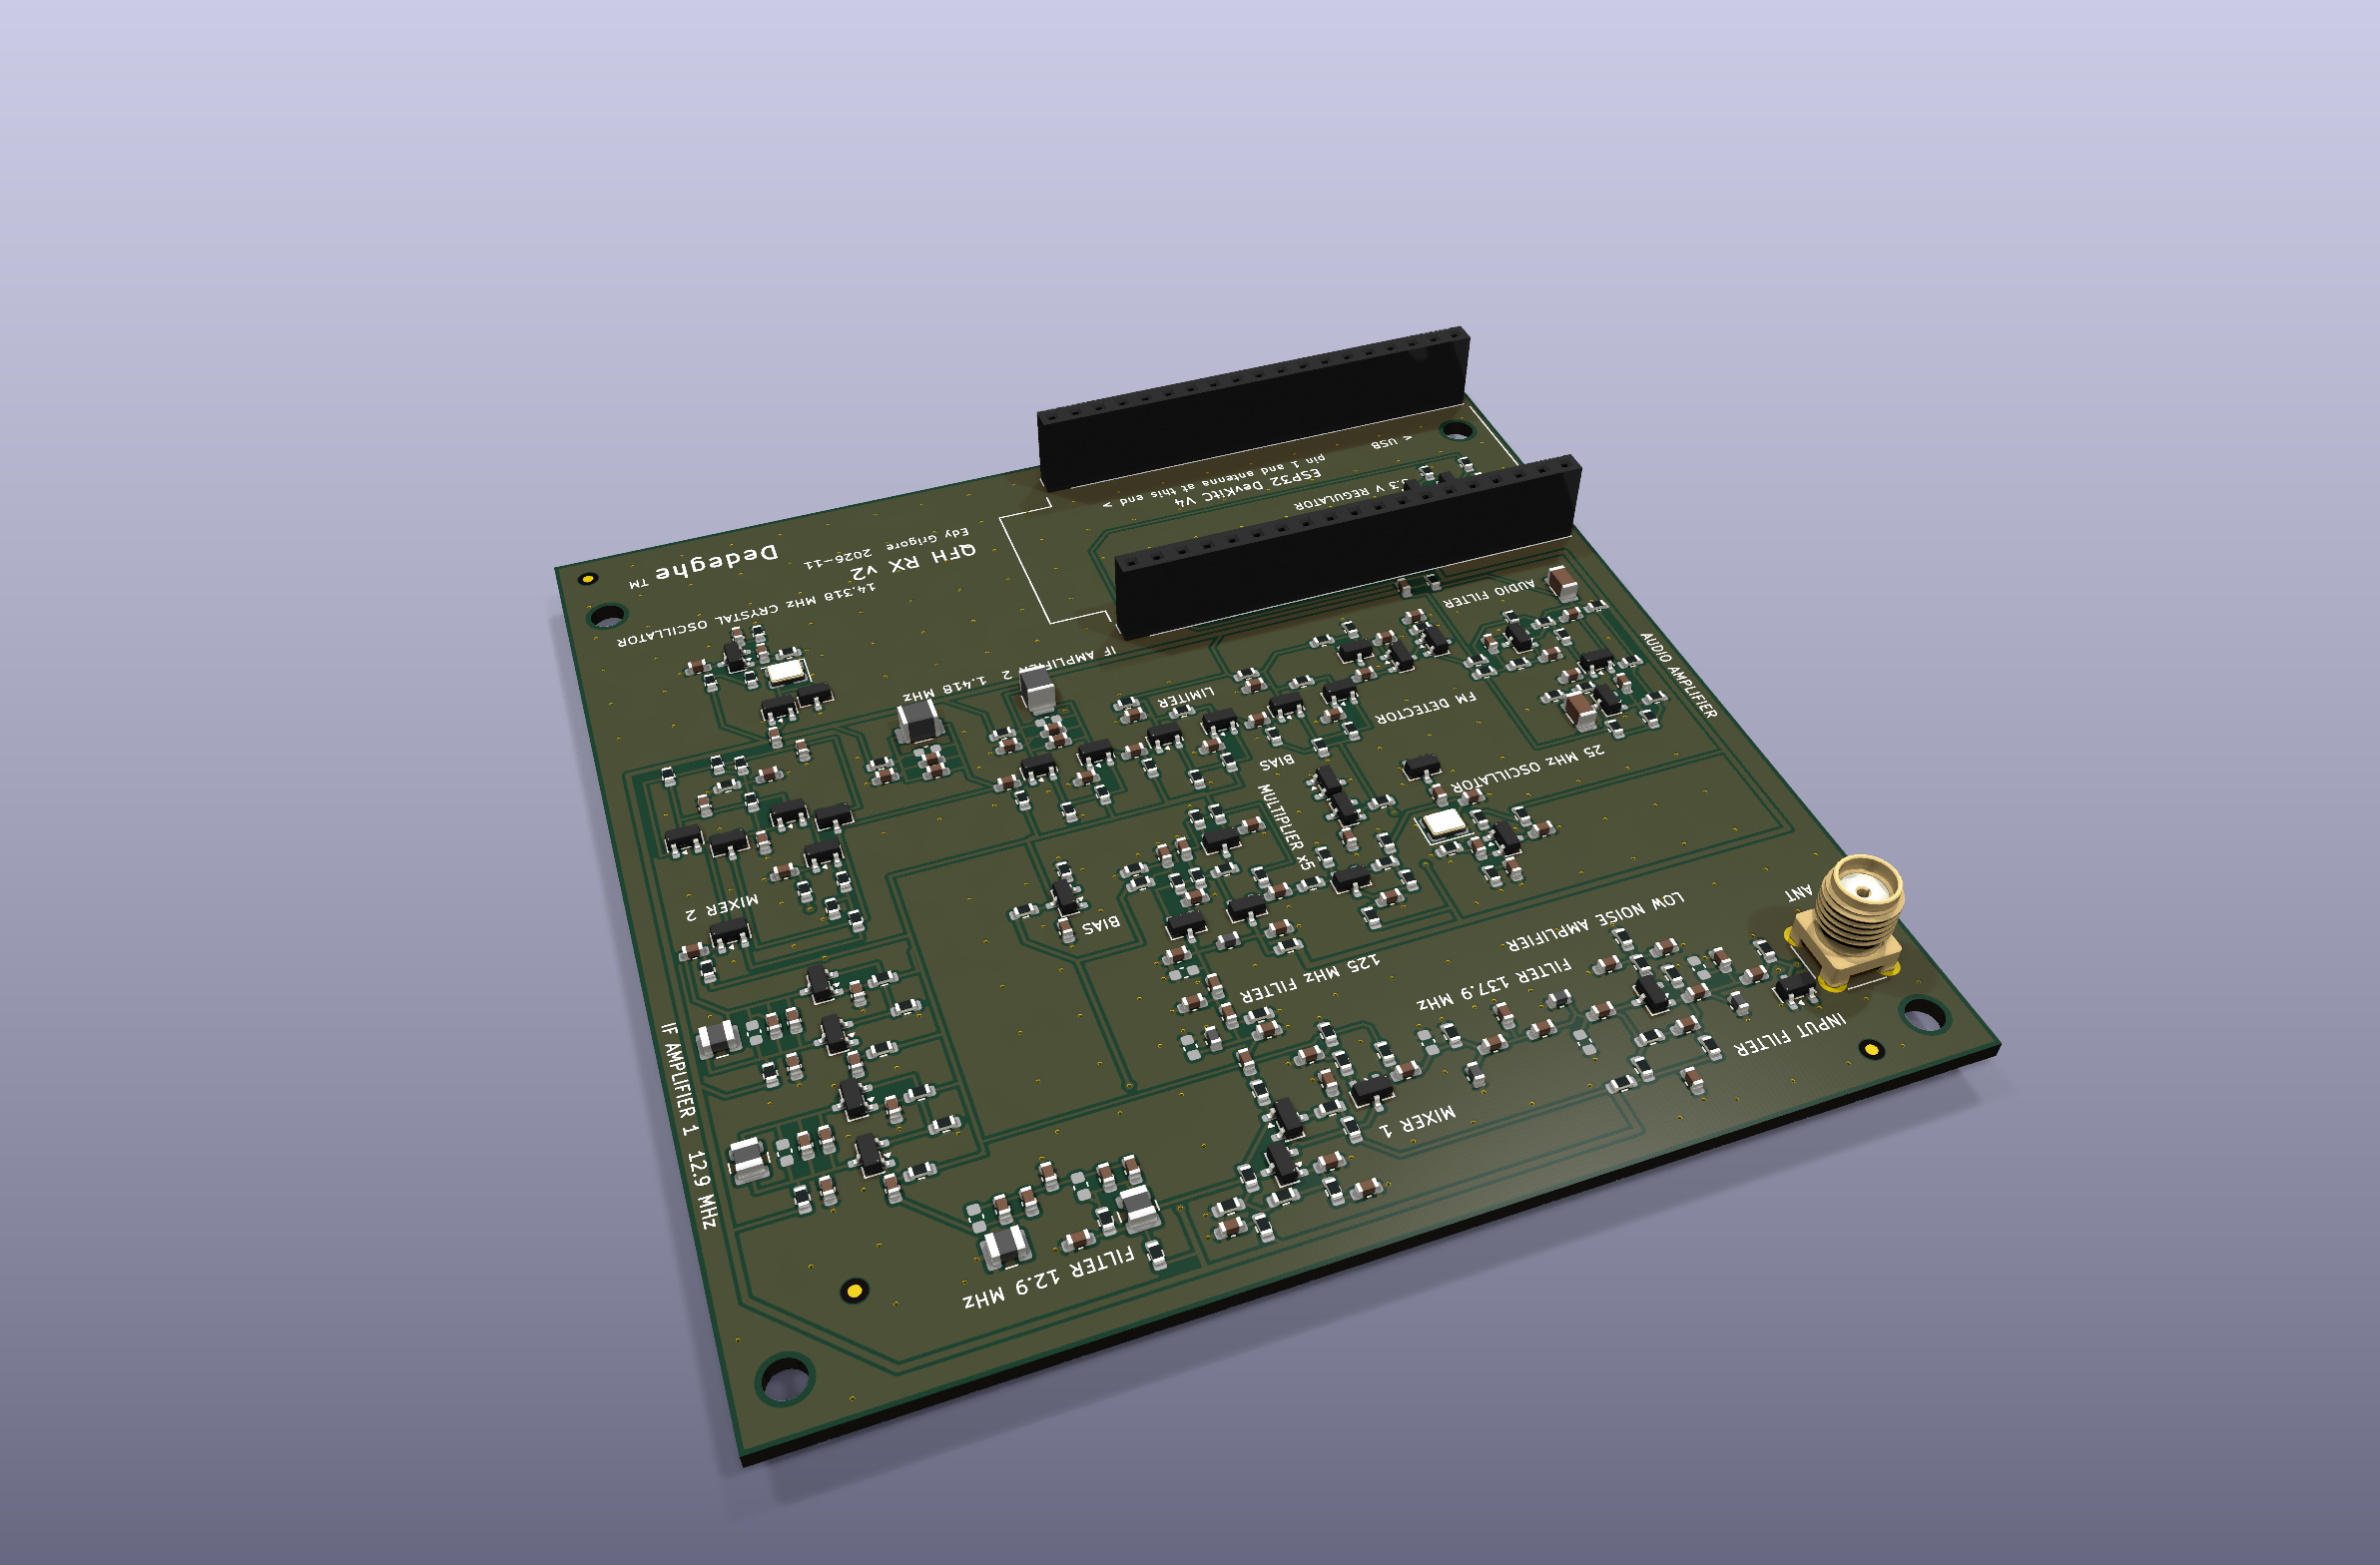 < USB
pin 1 and antenna at this end >
ESP32 DevKitC V4
3.3 V REGULATOR
Dedeghe ™
Edy Grigore 2026-11
QFH RX v2
14.318 MHz CRYSTAL OSCILLATOR
AUDIO FILTER
AUDIO AMPLIFIER
IF AMPLIFIER 2 1.418 MHz
LIMITER
FM DETECTOR
25 MHz OSCILLATOR
BIAS
MULTIPLIER x5
MIXER 2
BIAS
ANT
LOW NOISE AMPLIFIER
125 MHz FILTER
FILTER 137.9 MHz
INPUT FILTER
IF AMPLIFIER 1 12.9 MHz
MIXER 1
FILTER 12.9 MHz